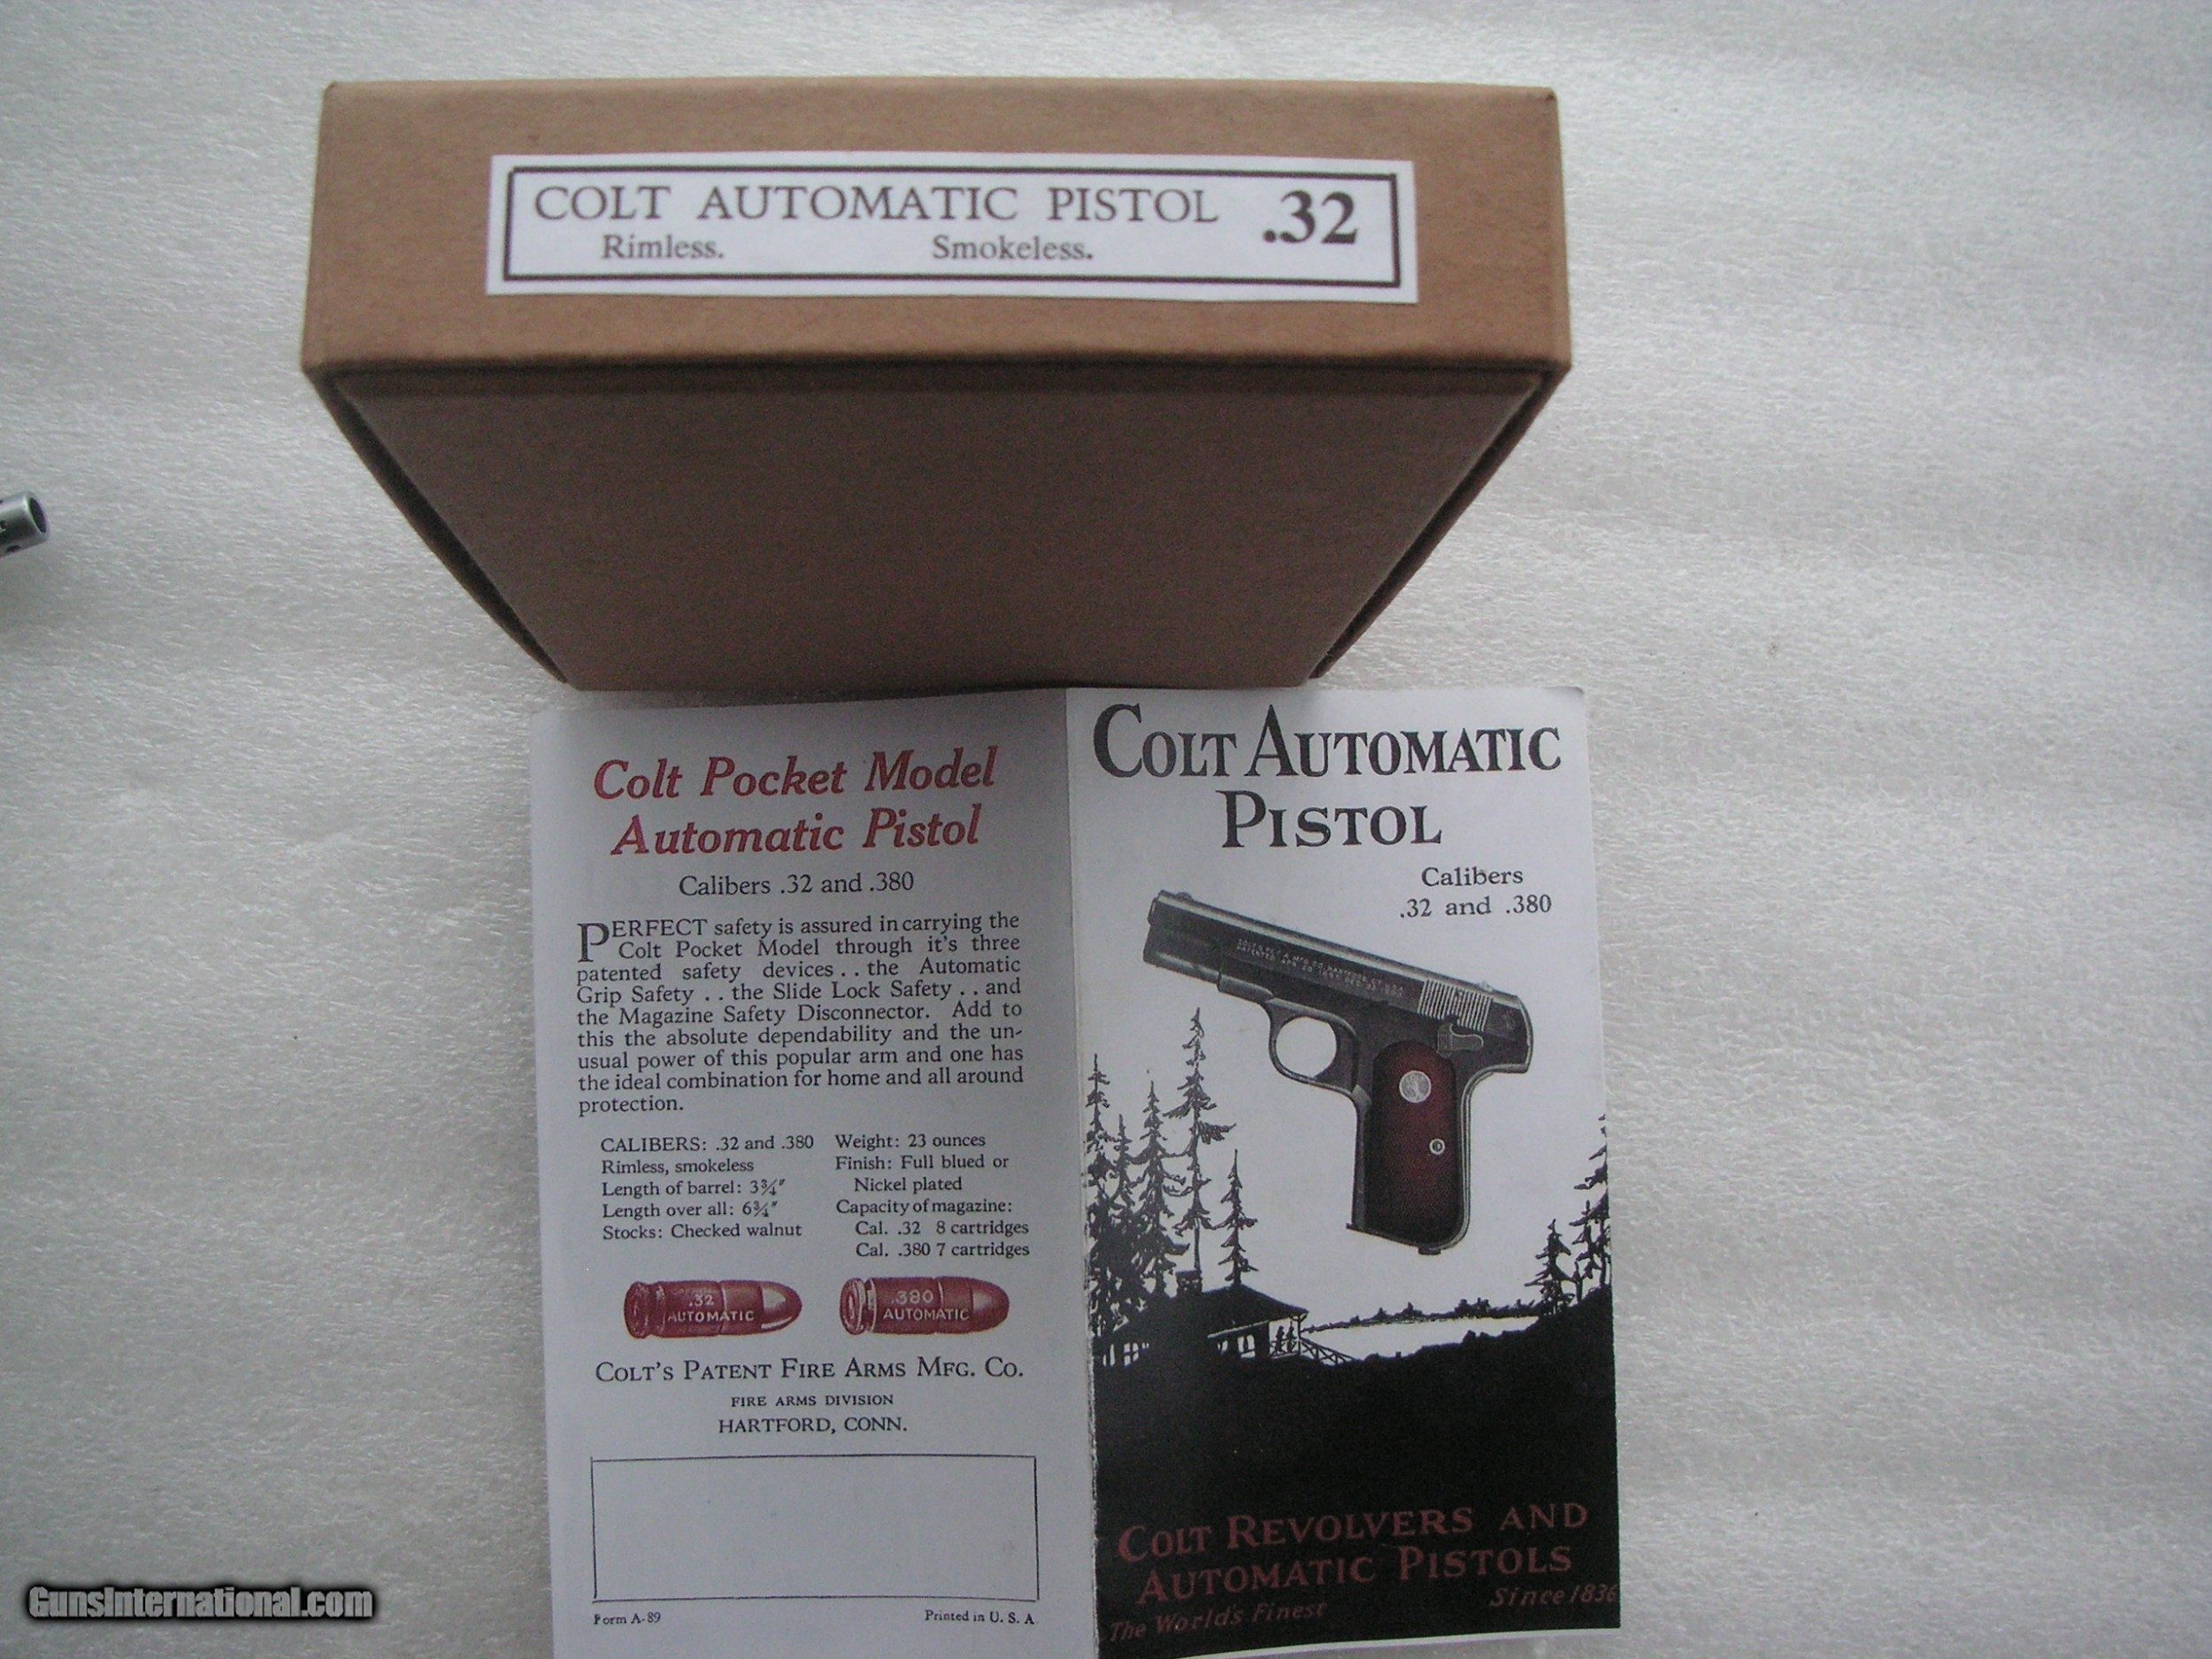 COLT AUTOMATIC PISTOL .32
Rimless. Smokeless.
Colt Pocket Model
Automatic Pistol
Calibers .32 and .380
PERFECT safety is assured in carrying the
Colt Pocket Model through it's three
patented safety devices . . the Automatic
Grip Safety . . the Slide Lock Safety . . and
the Magazine Safety Disconnector. Add to
this the absolute dependability and the un-
usual power of this popular arm and one has
the ideal combination for home and all around
protection.
CALIBERS: .32 and .380
Rimless, smokeless
Length of barrel: 3¾"
Length over all: 6¾"
Stocks: Checked walnut
Weight: 23 ounces
Finish: Full blued or
Nickel plated
Capacity of magazine:
Cal. .32 8 cartridges
Cal. .380 7 cartridges
.32
AUTOMATIC
.380
AUTOMATIC
COLT'S PATENT FIRE ARMS MFG. CO.
FIRE ARMS DIVISION
HARTFORD, CONN.
Form A-89
Printed in U. S. A
COLT AUTOMATIC
PISTOL
Calibers
.32 and .380
COLT REVOLVERS AND
AUTOMATIC PISTOLS
The World's Finest
Since 1836
GunsInternational.com